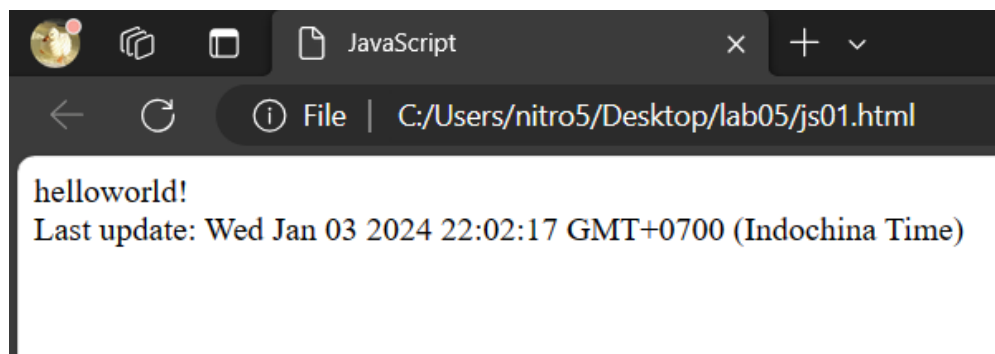 JavaScript
File | C:/Users/nitro5/Desktop/lab05/js01.html
helloworld!
Last update: Wed Jan 03 2024 22:02:17 GMT+0700 (Indochina Time)